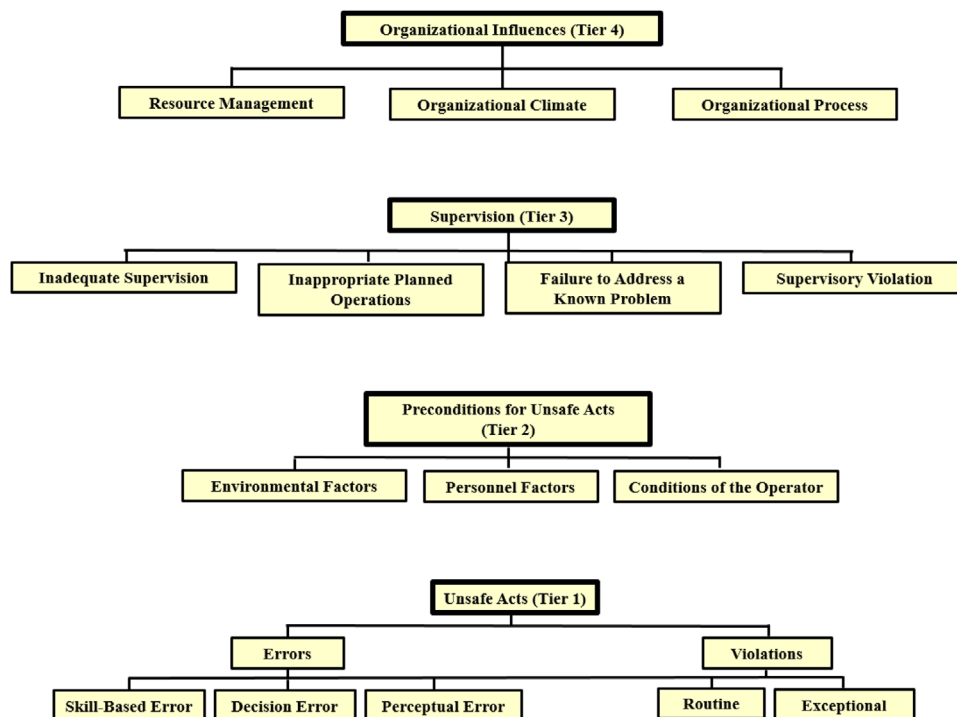 Organizational Influences (Tier 4)
Resource Management
Organizational Climate
Organizational Process
Supervision (Tier 3)
Inadequate Supervision
Inappropriate Planned
Operations
Failure to Address a
Known Problem
Supervisory Violation
Preconditions for Unsafe Acts
(Tier 2)
Environmental Factors
Personnel Factors
Conditions of the Operator
Unsafe Acts (Tier 1)
Errors
Violations
Skill-Based Error
Decision Error
Perceptual Error
Routine
Exceptional